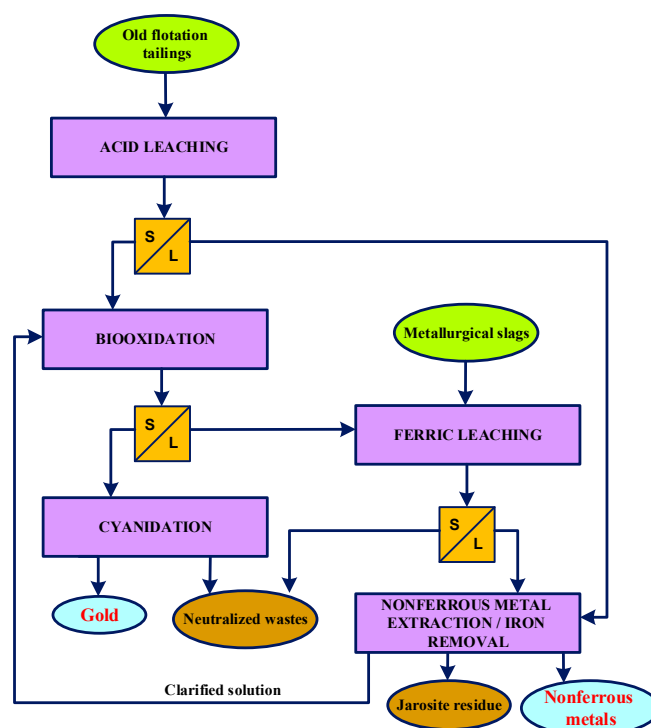 Old flotation
tailings
ACID LEACHING
S
L
BIOOXIDATION
Metallurgical slags
S
L
FERRIC LEACHING
CYANIDATION
S
L
Gold
Neutralized wastes
NONFERROUS METAL
EXTRACTION / IRON
REMOVAL
Clarified solution
Jarosite residue
Nonferrous
metals